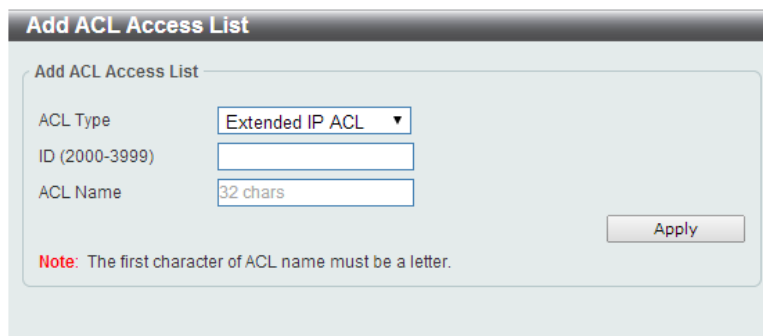 Add ACL Access List
Add ACL Access List
ACL Type Extended IP ACL
ID (2000-3999)
ACL Name 32 chars
Apply
Note: The first character of ACL name must be a letter.